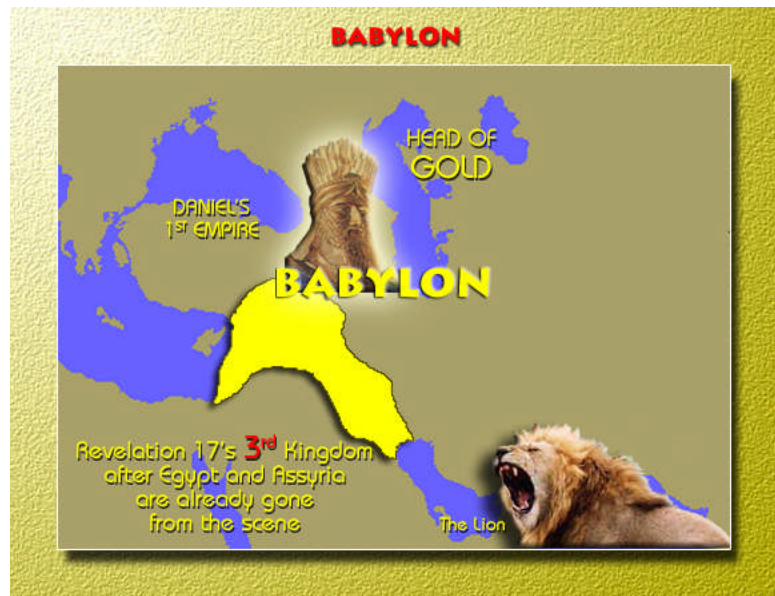 BABYLON
HEAD OF
GOLD
DANIEL'S
1ST EMPIRE
BABYLON
Revelation 17's 3rd Kingdom
after Egypt and Assyria
are already gone
from the scene
The Lion